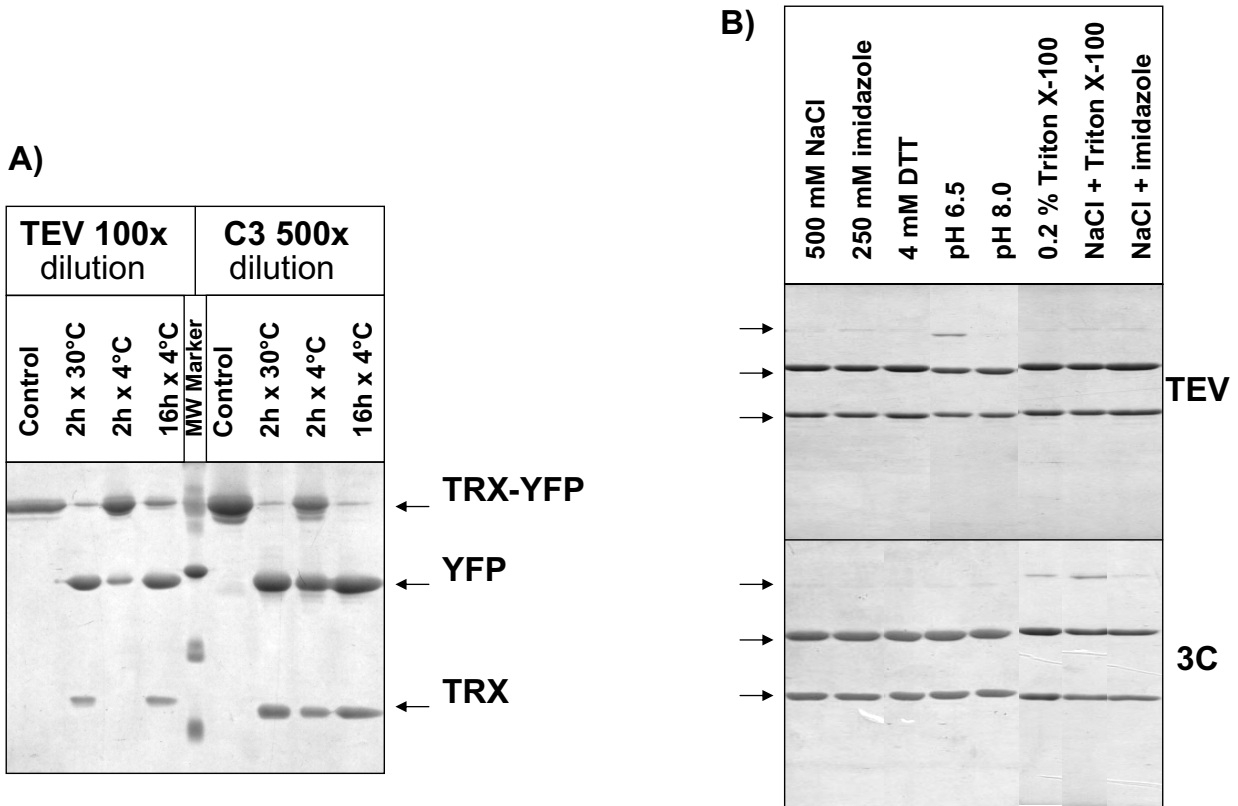 A)
TEV 100x
dilution
C3 500x
dilution
Control
2h x 30°C
2h x 4°C
16h x 4°C
MW Marker
Control
2h x 30°C
2h x 4°C
16h x 4°C
TRX-YFP
YFP
TRX
B)
500 mM NaCl
250 mM imidazole
4 mM DTT
pH 6.5
pH 8.0
0.2 % Triton X-100
NaCl + Triton X-100
NaCl + imidazole
TEV
3C